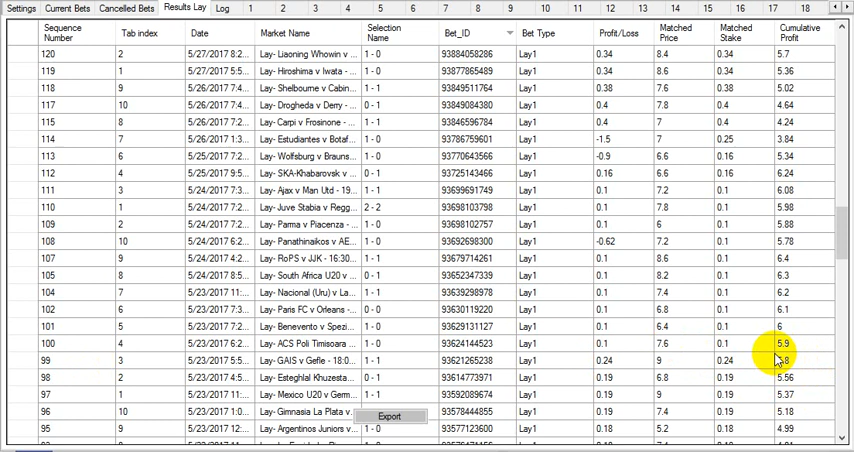 Settings Current Bets Cancelled Bets Results Lay Log 1 2 3 4 5 6 7 8 9 10 11 12 13 14 15 16 17 18
Sequence Number Tab index Date Market Name Selection Name Bet_ID Bet Type Profit/Loss Matched Price Matched Stake Cumulative Profit
120 2 5/27/2017 8:2... Lay- Liaoning Whowin v ... 1 - 0 93884058286 Lay1 0.34 8.4 0.34 5.7
119 1 5/27/2017 5:5... Lay- Hiroshima v Iwata - ... 1 - 1 93877865489 Lay1 0.34 8.6 0.34 5.36
118 9 5/26/2017 7:4... Lay- Shelbourne v Cabin... 1 - 1 93849511764 Lay1 0.38 7.6 0.38 5.02
117 10 5/26/2017 7:4... Lay- Drogheda v Derry - ... 0 - 1 93849084380 Lay1 0.4 7.8 0.4 4.64
115 8 5/26/2017 7:2... Lay- Carpi v Frosinone - ... 1 - 1 93846596784 Lay1 0.4 7 0.4 4.24
114 7 5/26/2017 1:3... Lay- Estudiantes v Botaf... 1 - 0 93786759601 Lay1 -1.5 7 0.25 3.84
113 6 5/25/2017 7:2... Lay- Wolfsburg v Brauns... 1 - 0 93770643566 Lay1 -0.9 6.6 0.16 5.34
112 4 5/25/2017 9:5... Lay- SKA-Khabarovsk v ... 0 - 1 93725143466 Lay1 0.16 6.6 0.16 6.24
111 3 5/24/2017 7:3... Lay- Ajax v Man Utd - 19... 1 - 1 93699691749 Lay1 0.1 7.2 0.1 6.08
110 1 5/24/2017 7:2... Lay- Juve Stabia v Regg... 2 - 2 93698103798 Lay1 0.1 7.8 0.1 5.98
109 2 5/24/2017 7:2... Lay- Parma v Piacenza - ... 1 - 0 93698102757 Lay1 0.1 6 0.1 5.88
108 10 5/24/2017 6:2... Lay- Panathinaikos v AE... 1 - 0 93692698300 Lay1 -0.62 7.2 0.1 5.78
107 9 5/24/2017 4:2... Lay- RoPS v JJK - 16:30... 1 - 1 93679714261 Lay1 0.1 8.6 0.1 6.4
105 8 5/24/2017 8:5... Lay- South Africa U20 v ... 0 - 1 93652347339 Lay1 0.1 8.2 0.1 6.3
104 7 5/23/2017 11:... Lay- Nacional (Uru) v La... 1 - 1 93639298978 Lay1 0.1 7.4 0.1 6.2
102 6 5/23/2017 7:3... Lay- Paris FC v Orleans - ... 0 - 0 93630119220 Lay1 0.1 6.8 0.1 6.1
101 5 5/23/2017 7:2... Lay- Benevento v Spezi... 1 - 0 93629131127 Lay1 0.1 6.4 0.1 6
100 4 5/23/2017 6:2... Lay- ACS Poli Timisoara ... 1 - 0 93624144523 Lay1 0.1 7.6 0.1 5.9
99 3 5/23/2017 5:5... Lay- GAIS v Gefle - 18:0... 1 - 1 93621265238 Lay1 0.24 9 0.24
98 2 5/23/2017 4:5... Lay- Esteghlal Khuzesta... 0 - 1 93614773971 Lay1 0.19 6.8 0.19 5.56
97 1 5/23/2017 11:... Lay- Mexico U20 v Germ... 1 - 1 93592089674 Lay1 0.19 9 0.19 5.37
96 10 5/23/2017 1:0... Lay- Gimnasia La Plata v... 93578444855 Lay1 0.19 7.4 0.19 5.18
Export
95 9 5/23/2017 12:... Lay- Argentinos Juniors v ... 1 - 0 93577123600 Lay1 0.18 5.2 0.18 4.99